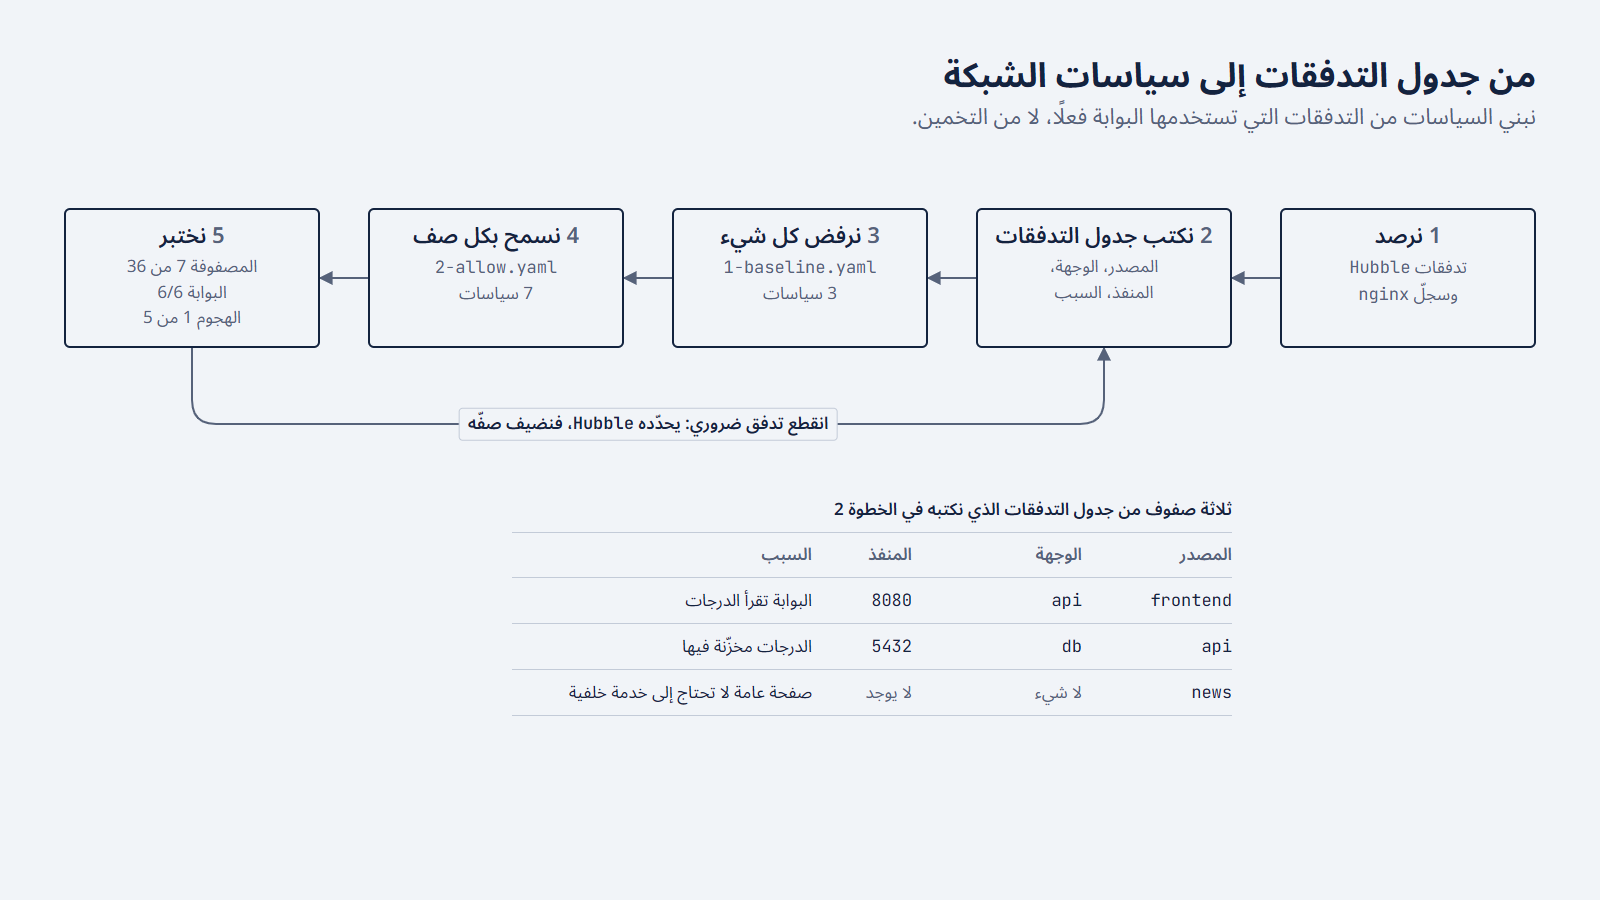 من جدول التدفقات إلى سياسات الشبكة
نبني السياسات من التدفقات التي تستخدمها البوابة فعلًا، لا من التخمين.
1 نرصد
تدفقات Hubble
وسجلّ nginx
2 نكتب جدول التدفقات
المصدر، الوجهة،
المنفذ، السبب
3 نرفض كل شيء
1-baseline.yaml
3 سياسات
4 نسمح بكل صف
2-allow.yaml
7 سياسات
5 نختبر
المصفوفة 7 من 36
البوابة 6/6
الهجوم 1 من 5
انقطع تدفق ضروري: يحدّده Hubble، فنضيف صفّه
ثلاثة صفوف من جدول التدفقات الذي نكتبه في الخطوة 2
المصدر الوجهة المنفذ السبب
frontend api 8080 البوابة تقرأ الدرجات
api db 5432 الدرجات مخزّنة فيها
news لا شيء لا يوجد صفحة عامة لا تحتاج إلى خدمة خلفية